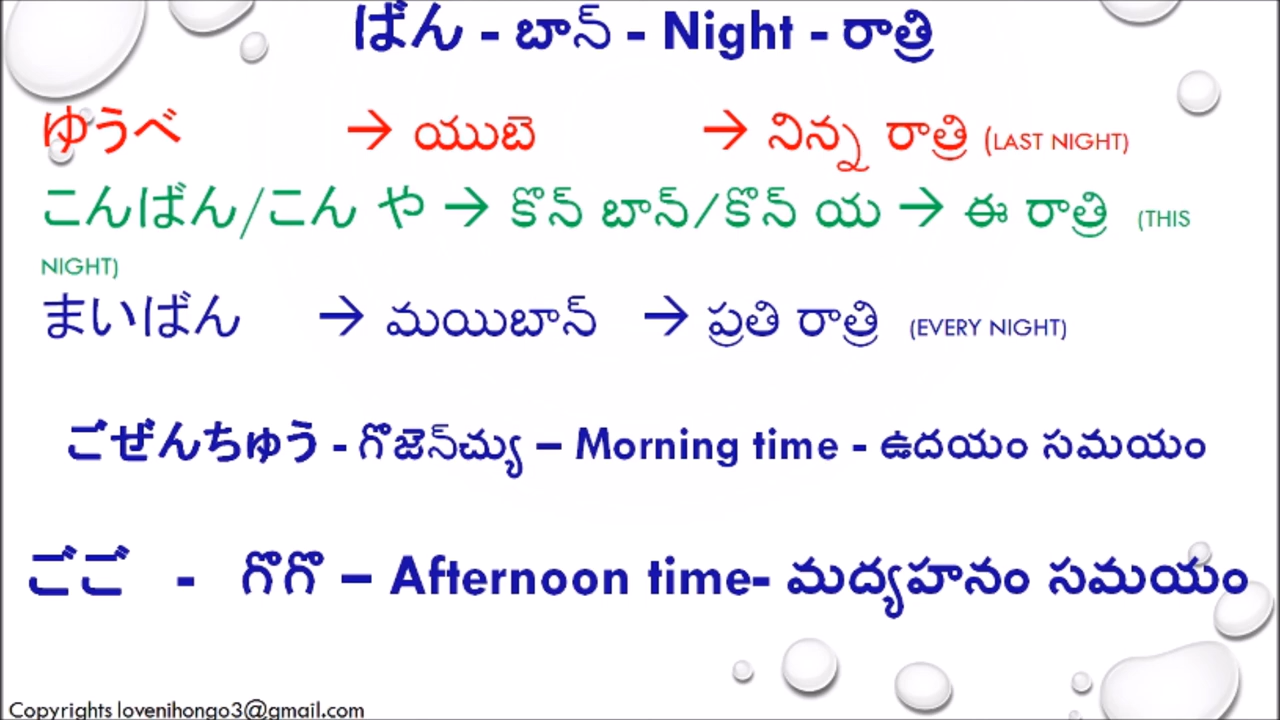 ばん - బాన్ - Night - రాత్రి
ゆうべ → యుబె → నిన్న రాత్రి (LAST NIGHT)
こんばん/こん や → కొన్ బాన్/కొన్ య → ఈ రాత్రి (THIS
NIGHT)
まいばん → మయిబాన్ → ప్రతి రాత్రి (EVERY NIGHT)
ごぜんちゆう - గొజెన్‌చ్యు – Morning time - ఉదయం సమయం
ごご - గొగొ – Afternoon time- మద్యహనం సమయం
Copyrights lovenihongo3@gmail.com